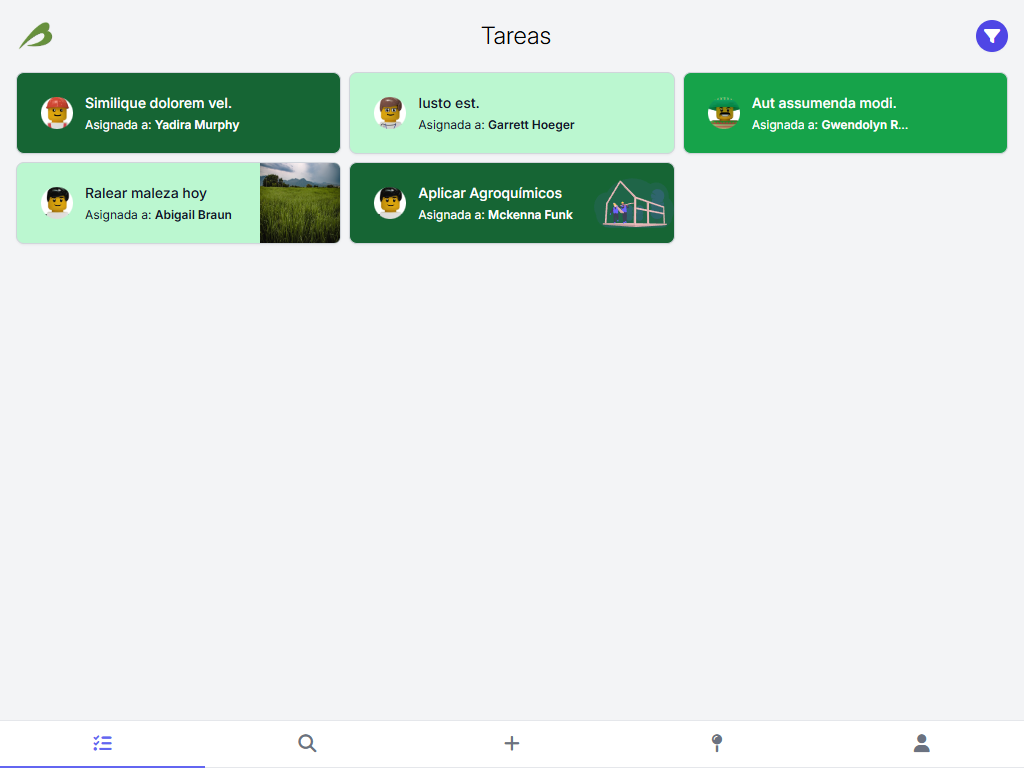 Tareas
Similique dolorem vel.
Asignada a: Yadira Murphy
Iusto est.
Asignada a: Garrett Hoeger
Aut assumenda modi.
Asignada a: Gwendolyn R...
Ralear maleza hoy
Asignada a: Abigail Braun
Aplicar Agroquímicos
Asignada a: Mckenna Funk